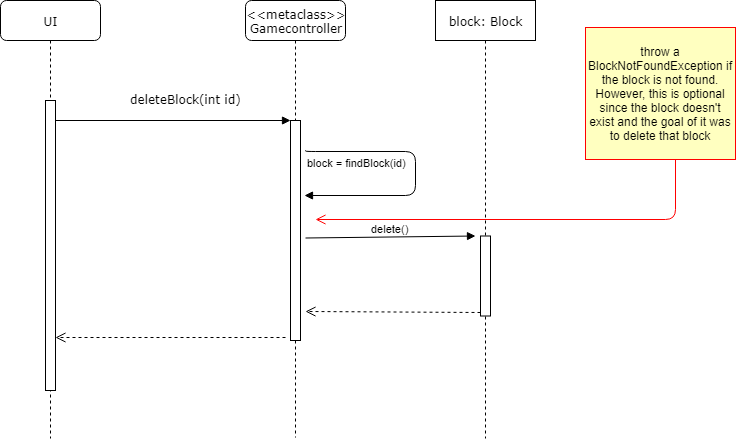 UI
<<metaclass>>
Gamecontroller
block: Block
throw a
BlockNotFoundException if
the block is not found.
However, this is optional
since the block doesn't
exist and the goal of it was
to delete that block
deleteBlock(int id)
block = findBlock(id)
delete()